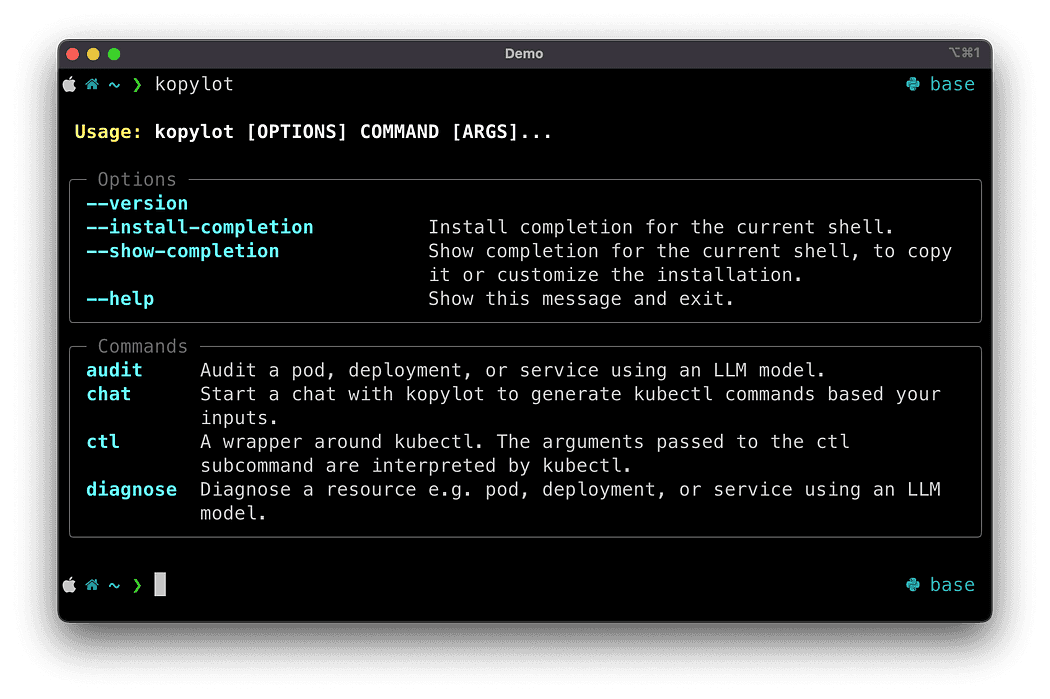 Demo
⌥⌘1
~ ❯ kopylot base
Usage: kopylot [OPTIONS] COMMAND [ARGS]...
Options
--version
--install-completion Install completion for the current shell.
--show-completion Show completion for the current shell, to copy
it or customize the installation.
--help Show this message and exit.
Commands
audit Audit a pod, deployment, or service using an LLM model.
chat Start a chat with kopylot to generate kubectl commands based your
inputs.
ctl A wrapper around kubectl. The arguments passed to the ctl
subcommand are interpreted by kubectl.
diagnose Diagnose a resource e.g. pod, deployment, or service using an LLM
model.
~ ❯ base